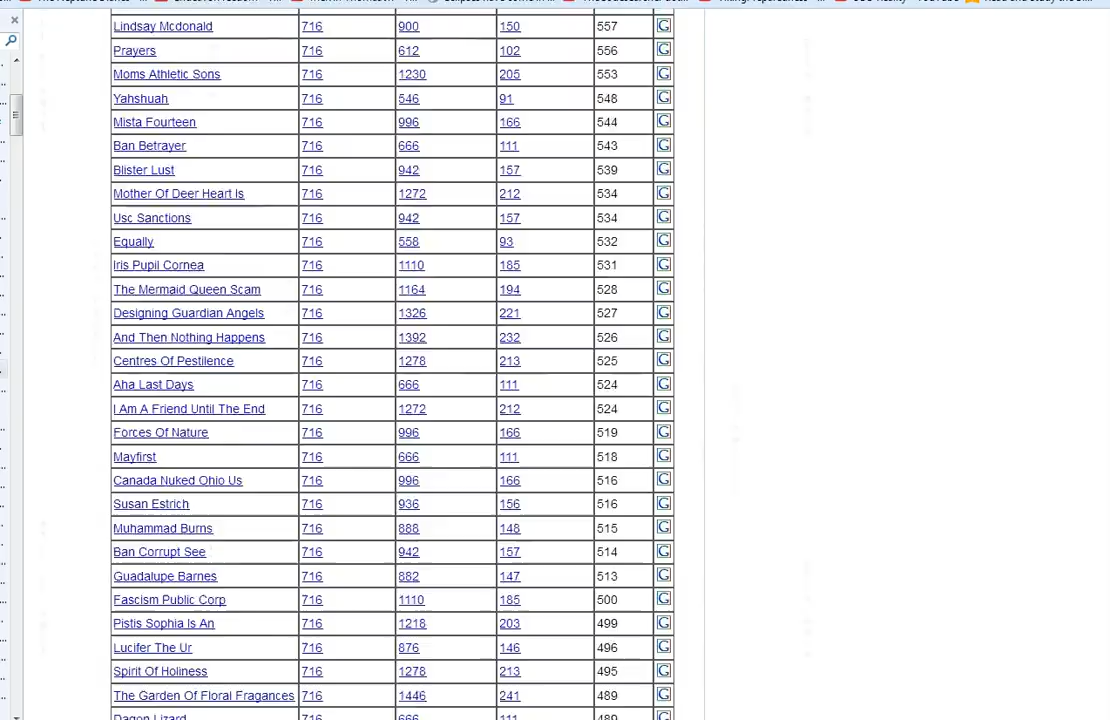 Lindsay Mcdonald 716 900 150 557 G
Prayers 716 612 102 556 G
Moms Athletic Sons 716 1230 205 553 G
Yahshuah 716 546 91 548 G
Mista Fourteen 716 996 166 544 G
Ban Betrayer 716 666 111 543 G
Blister Lust 716 942 157 539 G
Mother Of Deer Heart Is 716 1272 212 534 G
Usc Sanctions 716 942 157 534 G
Equally 716 558 93 532 G
Iris Pupil Cornea 716 1110 185 531 G
The Mermaid Queen Scam 716 1164 194 528 G
Designing Guardian Angels 716 1326 221 527 G
And Then Nothing Happens 716 1392 232 526 G
Centres Of Pestilence 716 1278 213 525 G
Aha Last Days 716 666 111 524 G
I Am A Friend Until The End 716 1272 212 524 G
Forces Of Nature 716 996 166 519 G
Mayfirst 716 666 111 518 G
Canada Nuked Ohio Us 716 996 166 516 G
Susan Estrich 716 936 156 516 G
Muhammad Burns 716 888 148 515 G
Ban Corrupt See 716 942 157 514 G
Guadalupe Barnes 716 882 147 513 G
Fascism Public Corp 716 1110 185 500 G
Pistis Sophia Is An 716 1218 203 499 G
Lucifer The Ur 716 876 146 496 G
Spirit Of Holiness 716 1278 213 495 G
The Garden Of Floral Fragances 716 1446 241 489 G
Dagon Lizard 716 666 111 489 G